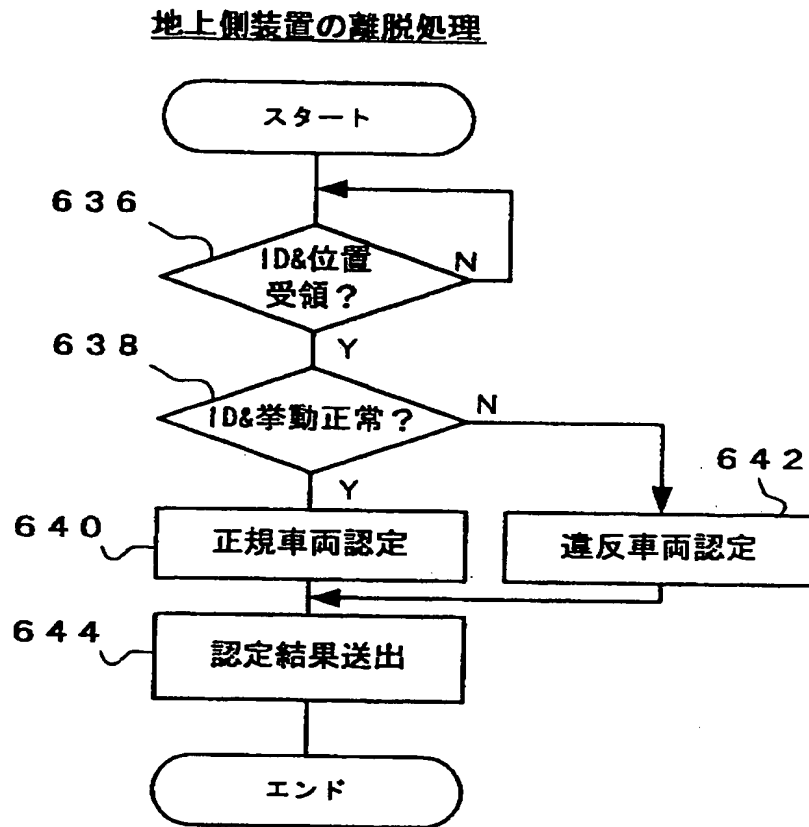 地上側装置の離脱処理
スタート
636
ID&位置
受領?
N
Y
638
ID&挙動正常?
N
Y
642
640
正規車両認定
違反車両認定
644
認定結果送出
エンド